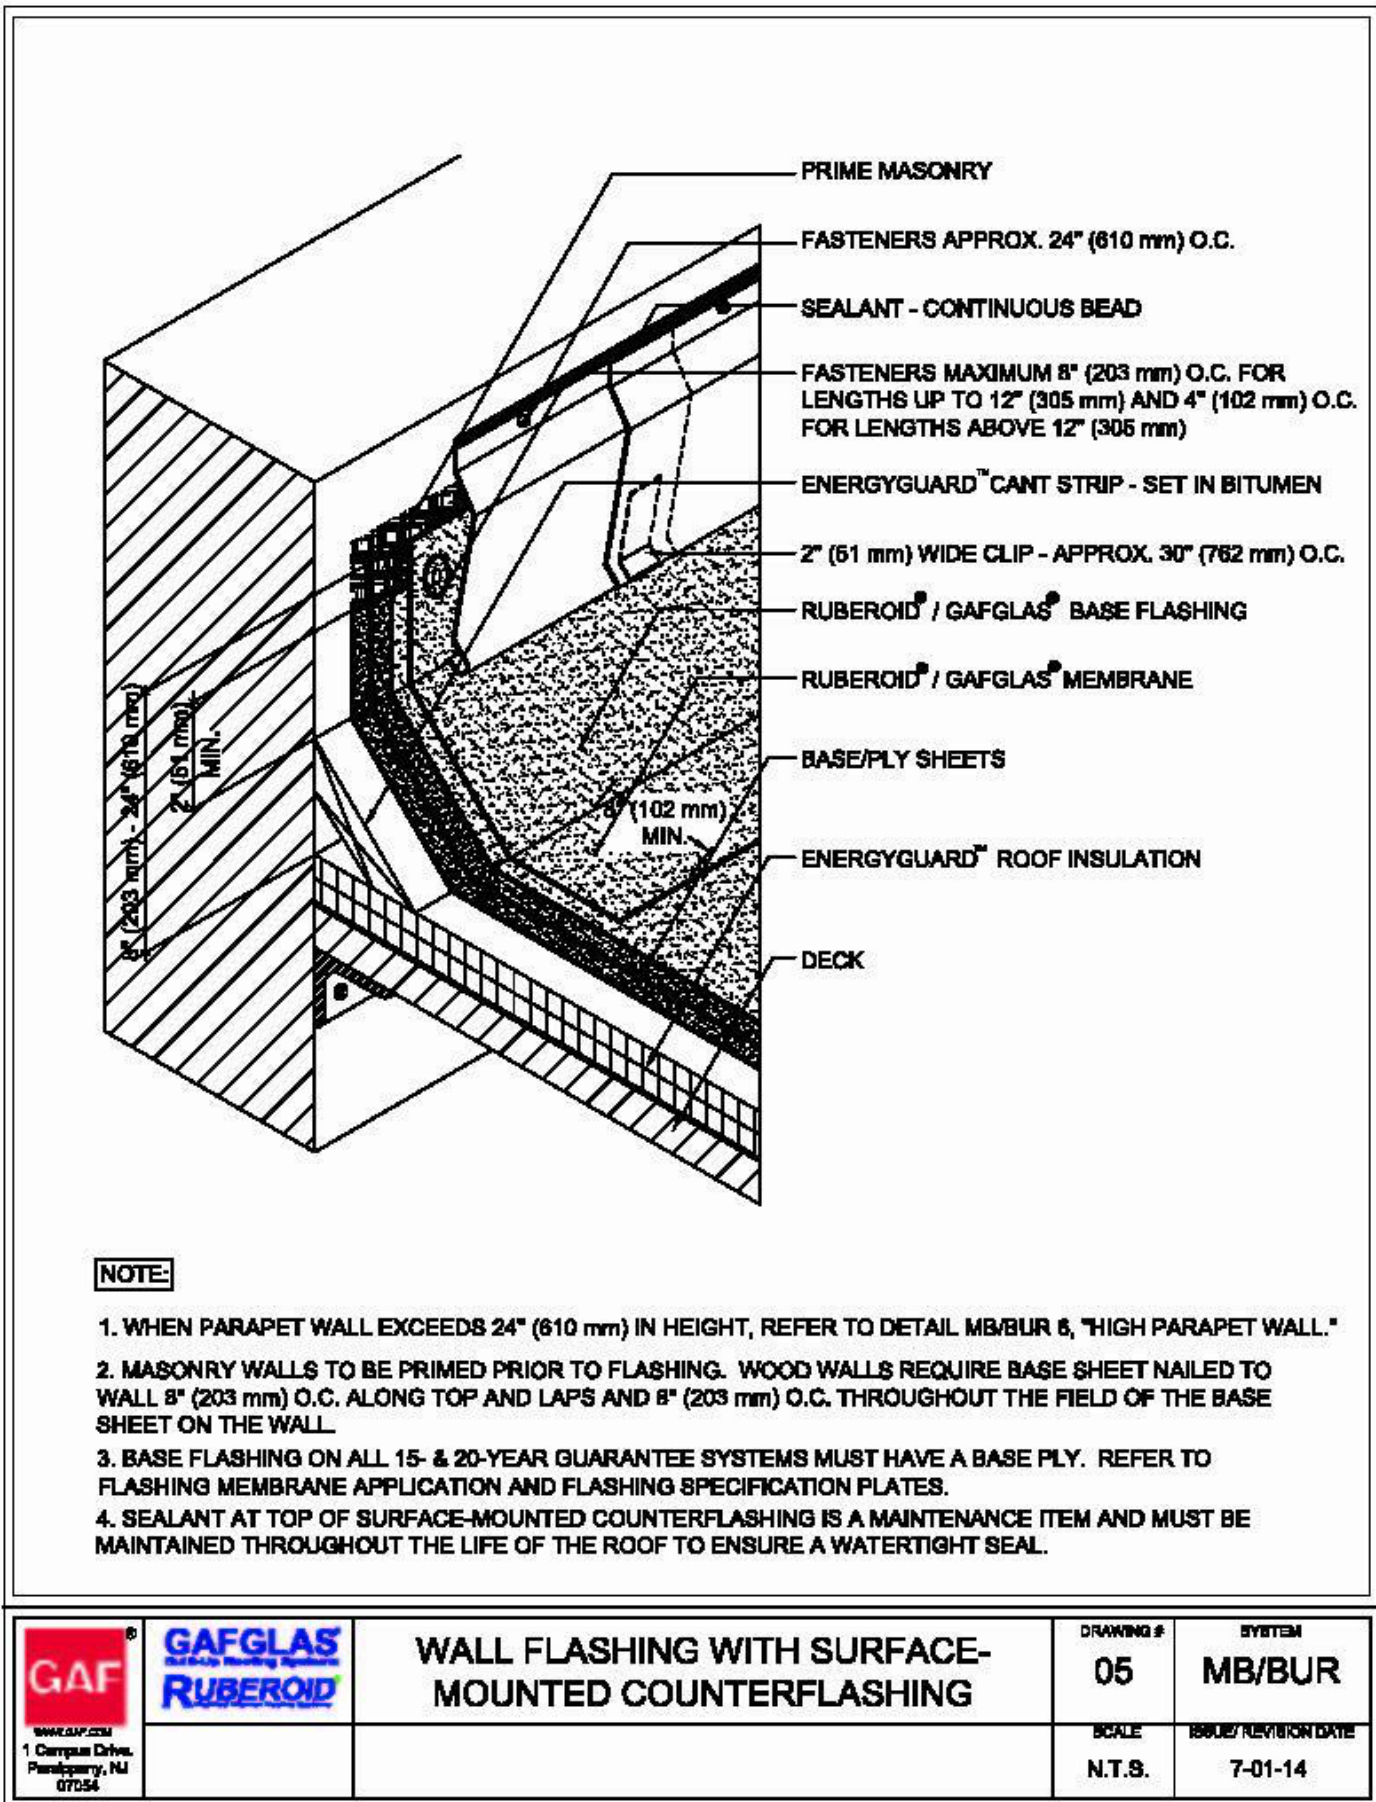 PRIME MASONRY
FASTENERS APPROX. 24" (610 mm) O.C.
SEALANT - CONTINUOUS BEAD
FASTENERS MAXIMUM 8" (203 mm) O.C. FOR
LENGTHS UP TO 12" (305 mm) AND 4" (102 mm) O.C.
FOR LENGTHS ABOVE 12" (305 mm)
ENERGYGUARD™ CANT STRIP - SET IN BITUMEN
2" (51 mm) WIDE CLIP - APPROX. 30" (762 mm) O.C.
RUBEROID® / GAFGLAS® BASE FLASHING
RUBEROID® / GAFGLAS® MEMBRANE
BASE/PLY SHEETS
ENERGYGUARD™ ROOF INSULATION
DECK
8" (203 mm) - 24" (610 mm)
2" (51 mm)
MIN.
(102 mm)
MIN.
NOTE:
1. WHEN PARAPET WALL EXCEEDS 24" (610 mm) IN HEIGHT, REFER TO DETAIL MB/BUR 6, "HIGH PARAPET WALL."
2. MASONRY WALLS TO BE PRIMED PRIOR TO FLASHING. WOOD WALLS REQUIRE BASE SHEET NAILED TO
WALL 8" (203 mm) O.C. ALONG TOP AND LAPS AND 8" (203 mm) O.C. THROUGHOUT THE FIELD OF THE BASE
SHEET ON THE WALL.
3. BASE FLASHING ON ALL 15- & 20-YEAR GUARANTEE SYSTEMS MUST HAVE A BASE PLY. REFER TO
FLASHING MEMBRANE APPLICATION AND FLASHING SPECIFICATION PLATES.
4. SEALANT AT TOP OF SURFACE-MOUNTED COUNTERFLASHING IS A MAINTENANCE ITEM AND MUST BE
MAINTAINED THROUGHOUT THE LIFE OF THE ROOF TO ENSURE A WATERTIGHT SEAL.
GAF®
WWW.GAF.COM
1 Campus Drive.
Parsippany, NJ
07054
GAFGLAS®
Built-Up Roofing Systems
RUBEROID®
WALL FLASHING WITH SURFACE-
MOUNTED COUNTERFLASHING
DRAWING #
05
SYSTEM
MB/BUR
SCALE
N.T.S.
ISSUE/ REVISION DATE
7-01-14